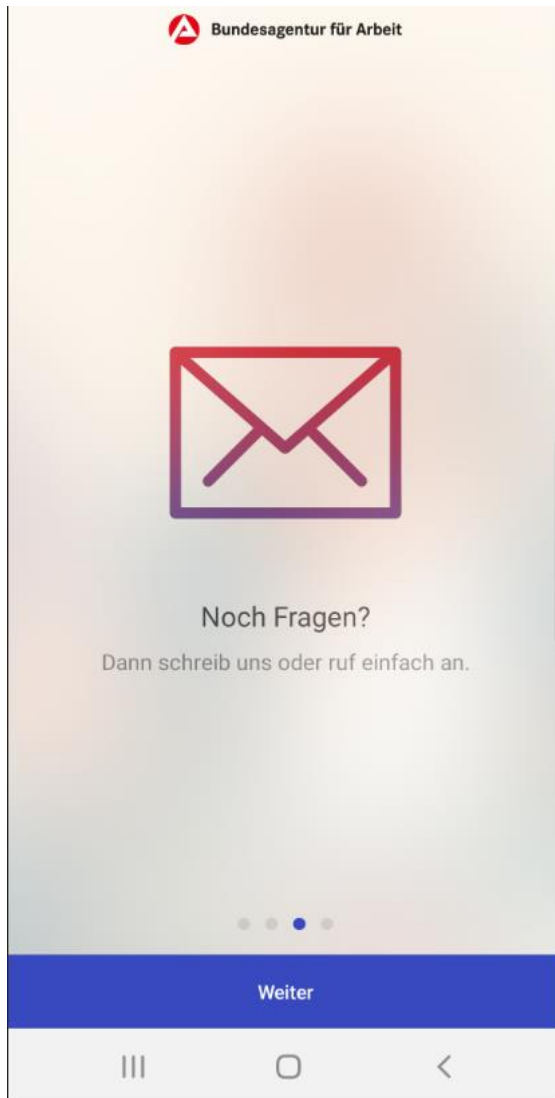 Bundesagentur für Arbeit
Noch Fragen?
Dann schreib uns oder ruf einfach an.
Weiter